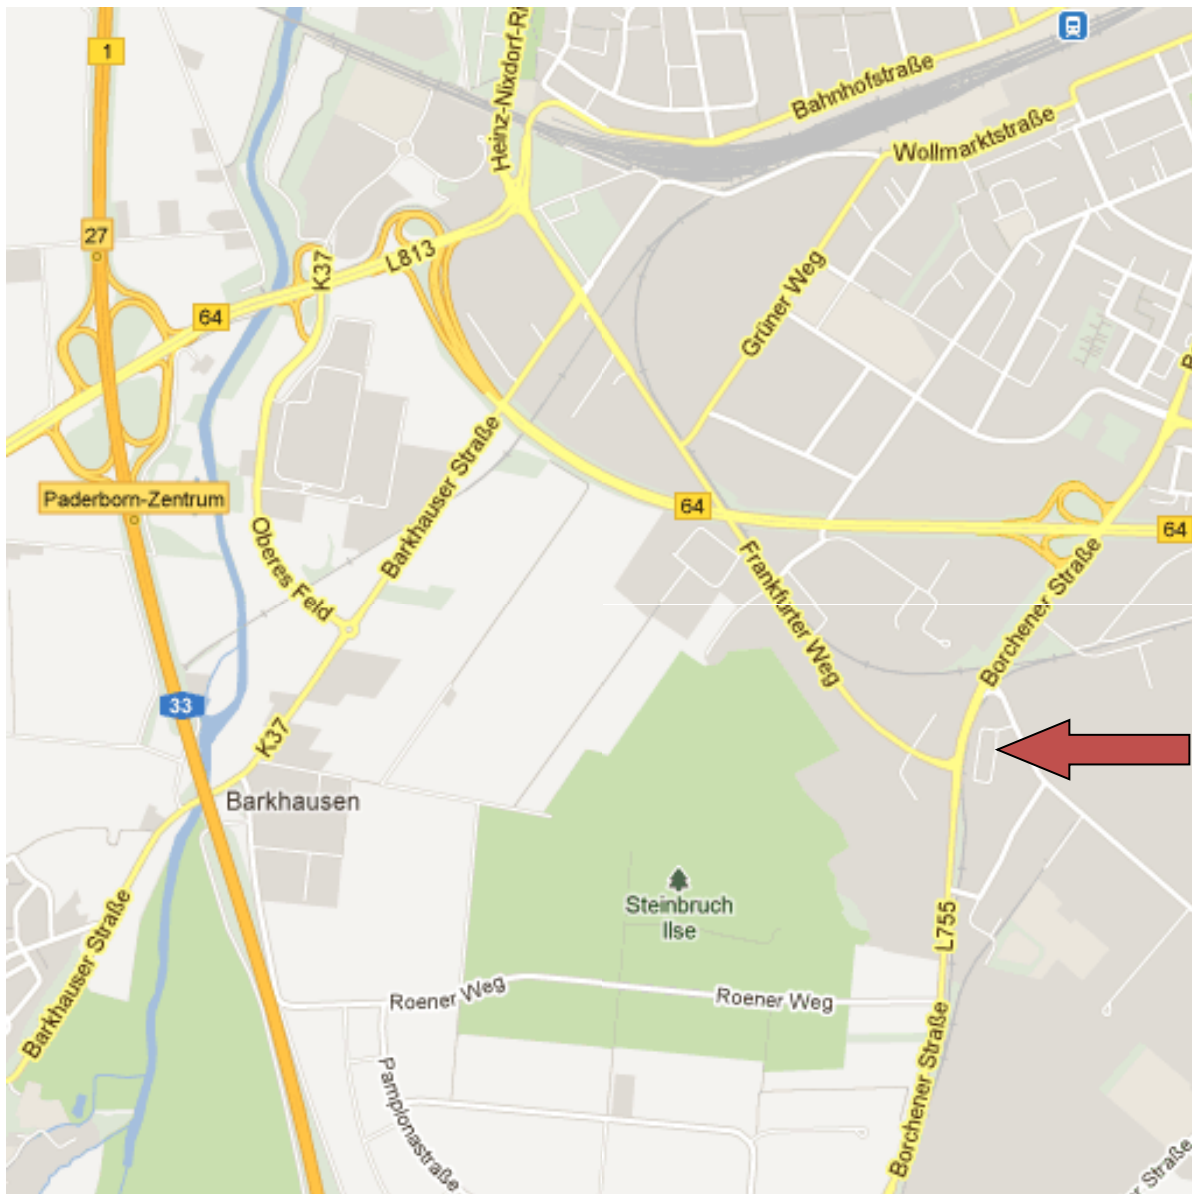 1
Heinz-Nixdorf-Ri
Bahnhofstraße
Wollmarktstraße
27
K37
L813
64
Grüner Weg
B
Barkhauser Straße
Paderborn-Zentrum
64
64
Oberes Feld
Frankfurter Weg
Borchener Straße
33
K37
Barkhausen
Steinbruch
Ilse
L755
Barkhauser Straße
Roener Weg
Roener Weg
Pamplonastraße
Borchener Straße
Straße